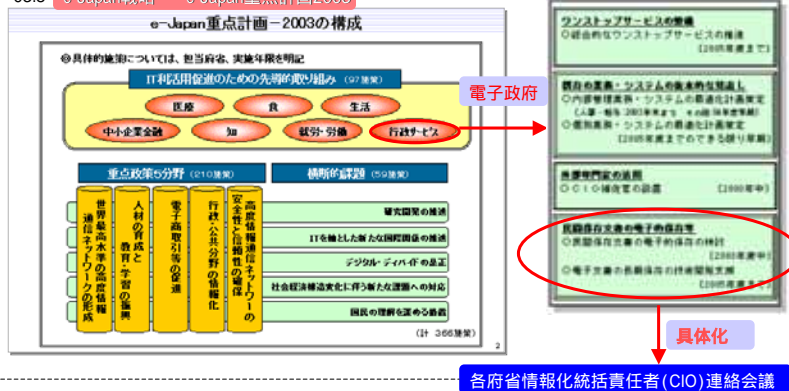 e-Japan重点計画－2003の構成
◎具体的施策については、担当府省、実施年限を明記
IT利活用促進のための先導的取り組み（97施策）
医療
食
生活
中小企業金融
知
就労・労働
行政サービス
重点政策5分野（210施策）
横断的課題（59施策）
世界最高水準の高度情報
通信ネットワークの形成
人材の育成と
教育・学習の振興
電子商取引等の促進
行政・公共分野の情報化
高度情報通信ネットワークの
安全性と信頼性の確保
研究開発の推進
ITを軸とした新たな国際関係の推進
デジタル・ディバイドの是正
社会経済構造変化に伴う新たな課題への対応
国民の理解を深める措置
（計 366施策）
2
電子政府
ワンストップサービスの整備
○総合的なワンストップサービスの推進
［2005年度まで］
既存の業務・システムの抜本的な見直し
○内部管理業務・システムの最適化計画策定
○個別業務・システムの最適化計画策定
［2005年度までのできる限り早期］
外部専門家の活用
○CIO補佐官の設置
［2003年中］
民間保存文書の電子的保存等
○民間保存文書の電子的保存の検討
○電子文書の長期保存の技術開発支援
［2005年度まで］
具体化
各府省情報化統括責任者(CIO)連絡会議